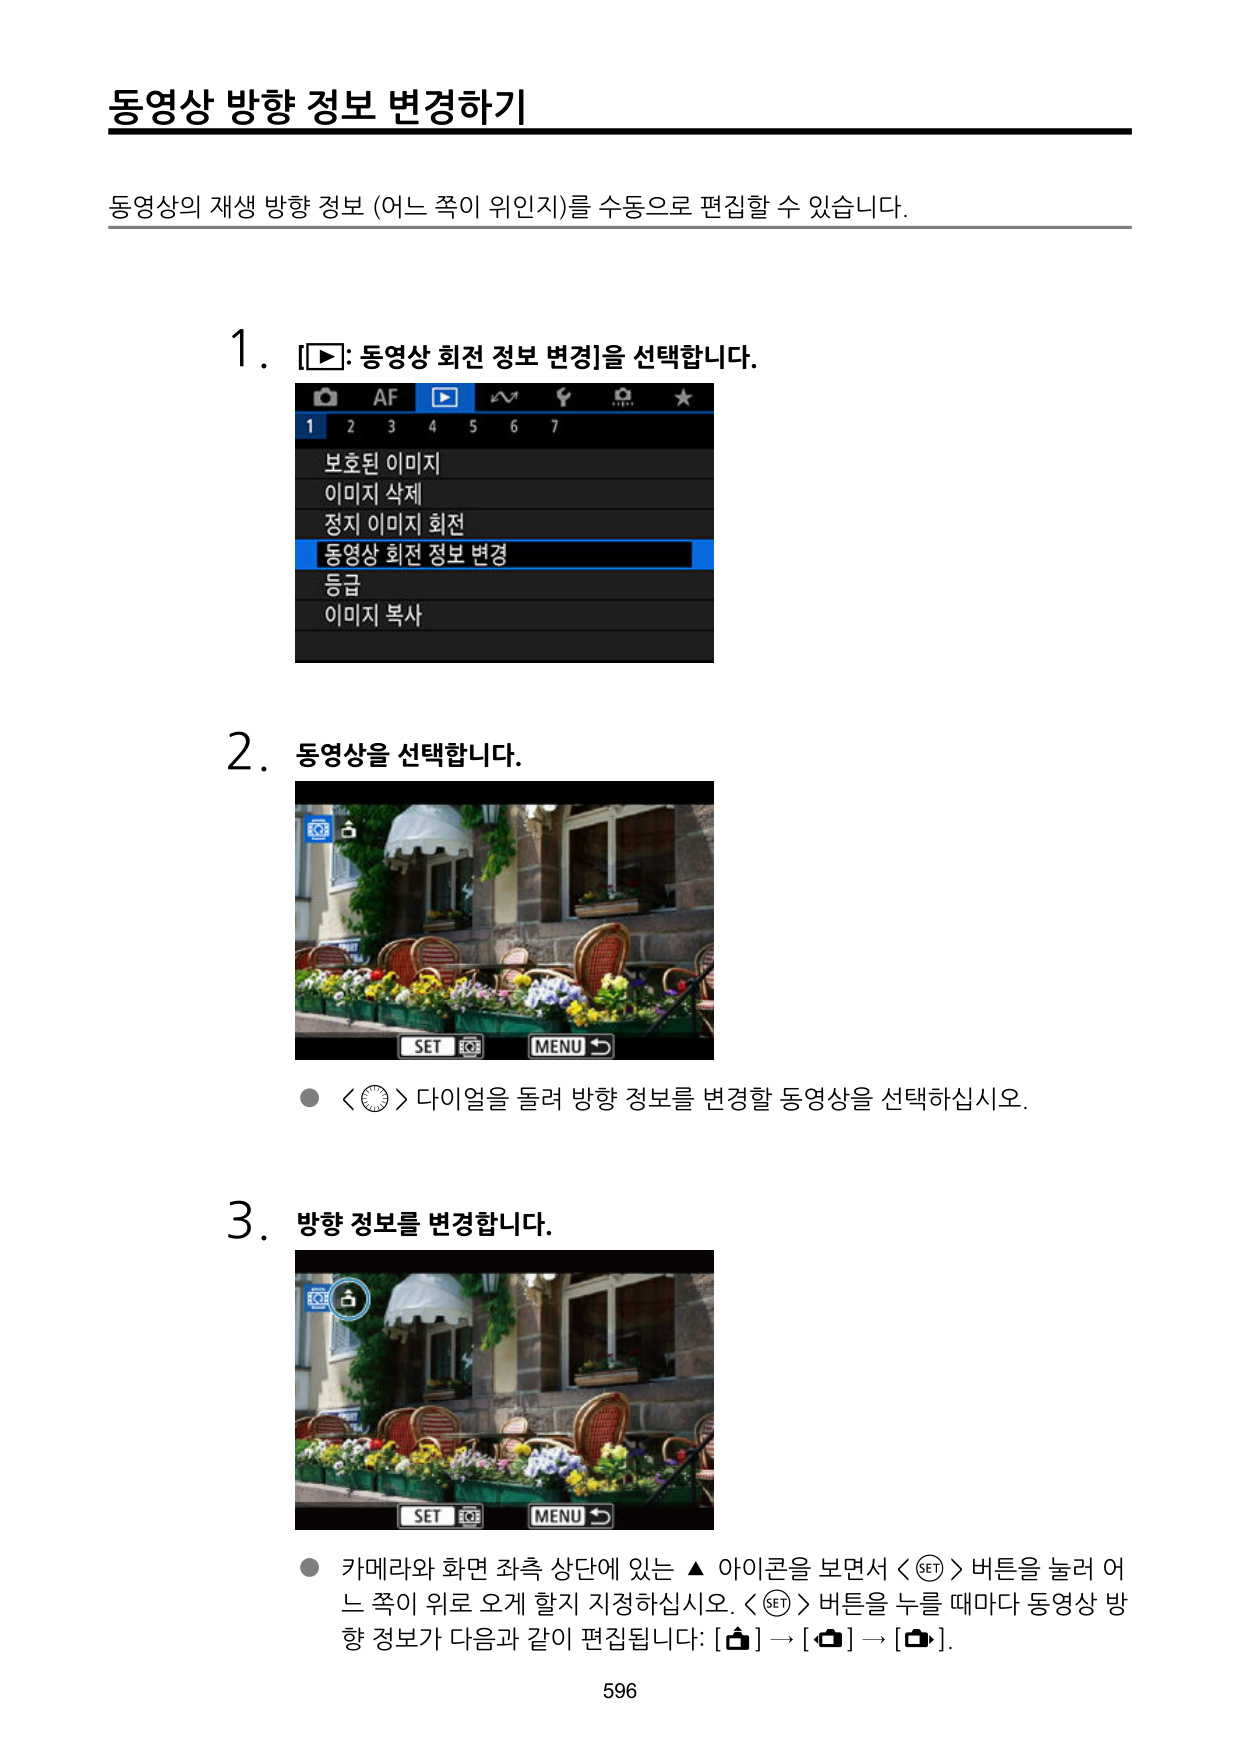 동영상 방향 정보 변경하기
동영상의 재생 방향 정보 (어느 쪽이 위인지)를 수동으로 편집할 수 있습니다.
1. [▶: 동영상 회전 정보 변경]을 선택합니다.
AF
1 2 3 4 5 6 7
보호된 이미지
이미지 삭제
정지 이미지 회전
동영상 회전 정보 변경
등급
이미지 복사
2. 동영상을 선택합니다.
SET MENU
● < > 다이얼을 돌려 방향 정보를 변경할 동영상을 선택하십시오.
3. 방향 정보를 변경합니다.
SET MENU
● 카메라와 화면 좌측 상단에 있는 ▲ 아이콘을 보면서 <SET> 버튼을 눌러 어
느 쪽이 위로 오게 할지 지정하십시오. <SET> 버튼을 누를 때마다 동영상 방
향 정보가 다음과 같이 편집됩니다: [ ] → [ ] → [ ].
596